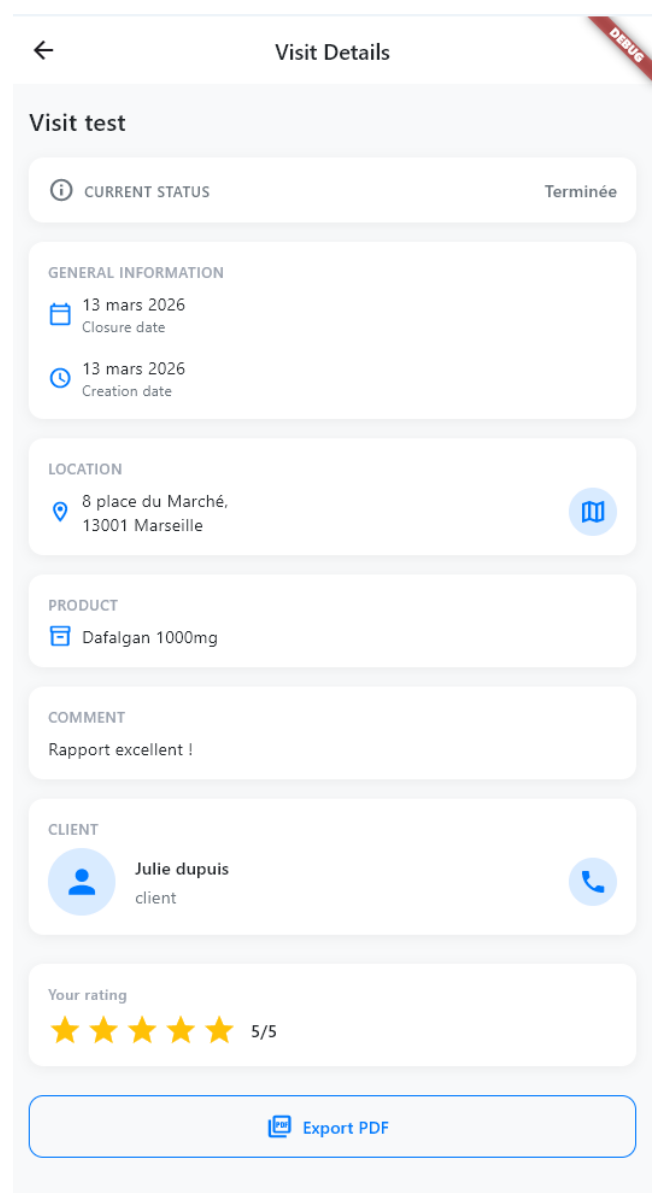 Visit Details
DEBUG
Visit test
CURRENT STATUS
Terminée
GENERAL INFORMATION
13 mars 2026
Closure date
13 mars 2026
Creation date
LOCATION
8 place du Marché,
13001 Marseille
PRODUCT
Dafalgan 1000mg
COMMENT
Rapport excellent !
CLIENT
Julie dupuis
client
Your rating
5/5
PDF
Export PDF